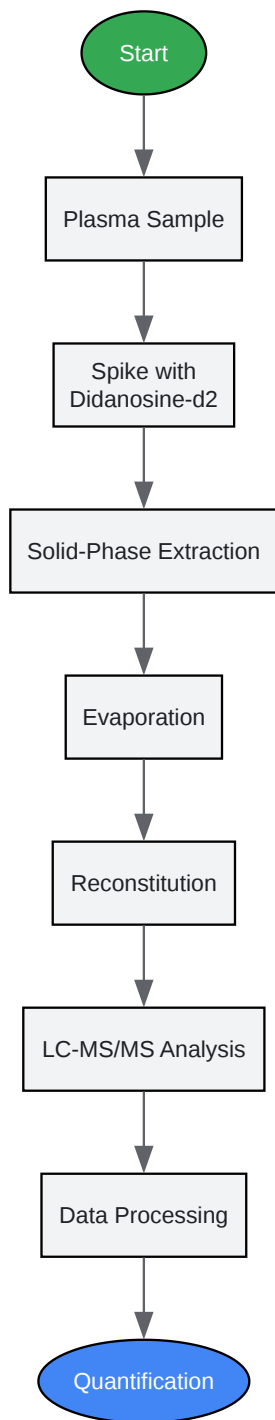 Start
Plasma Sample
Spike with
Didanosine-d2
Solid-Phase Extraction
Evaporation
Reconstitution
LC-MS/MS Analysis
Data Processing
Quantification